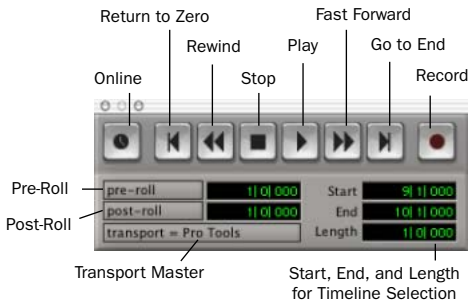 Return to Zero
Fast Forward
Rewind
Play
Go to End
Online
Stop
Record
Pre-Roll
pre-roll
1| 0| 000
Start
9| 1| 000
Post-Roll
post-roll
1| 0| 000
End
10| 1| 000
transport = Pro Tools
Length
1| 0| 000
Transport Master
Start, End, and Length
for Timeline Selection